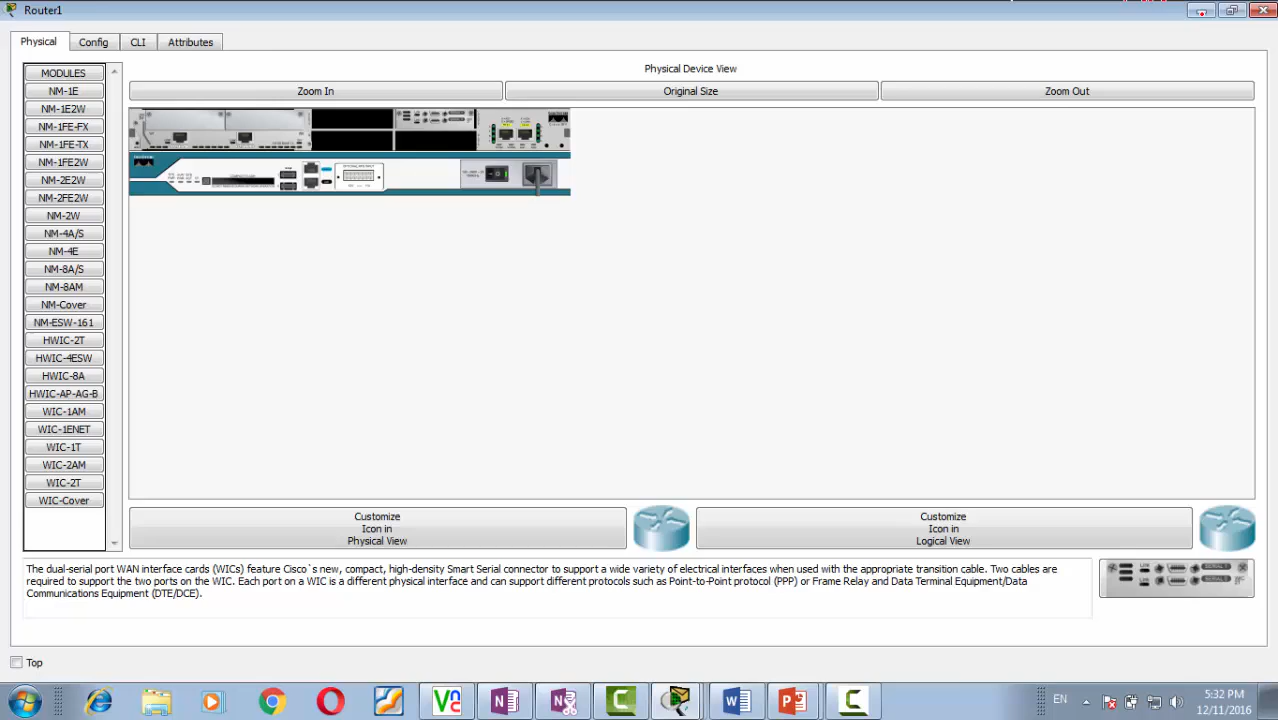 Router1
Physical
Config
CLI
Attributes
MODULES
NM-1E
NM-1E2W
NM-1FE-FX
NM-1FE-TX
NM-1FE2W
NM-2E2W
NM-2FE2W
NM-2W
NM-4A/S
NM-4E
NM-8A/S
NM-8AM
NM-Cover
NM-ESW-161
HWIC-2T
HWIC-4ESW
HWIC-8A
HWIC-AP-AG-B
WIC-1AM
WIC-1ENET
WIC-1T
WIC-2AM
WIC-2T
WIC-Cover
Physical Device View
Zoom In
Original Size
Zoom Out
Customize
Icon in
Physical View
Customize
Icon in
Logical View
The dual-serial port WAN interface cards (WICs) feature Cisco`s new, compact, high-density Smart Serial connector to support a wide variety of electrical interfaces when used with the appropriate transition cable. Two cables are
required to support the two ports on the WIC. Each port on a WIC is a different physical interface and can support different protocols such as Point-to-Point protocol (PPP) or Frame Relay and Data Terminal Equipment/Data
Communications Equipment (DTE/DCE).
Top
EN
5:32 PM
12/11/2016